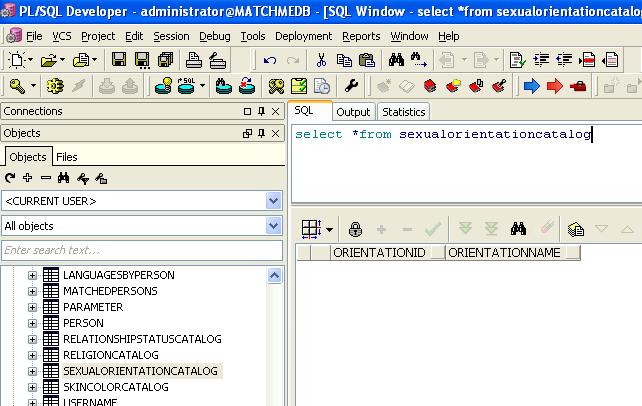 PL/SQL Developer - administrator@MATCHMEDB - [SQL Window - select *from sexualorientationcatalo
File VCS Project Edit Session Debug Tools Deployment Reports Window Help
SQL
Connections
Objects
Objects Files
<CURRENT USER>
All objects
Enter search text...
LANGUAGESBYPERSON
MATCHEDPERSONS
PARAMETER
PERSON
RELATIONSHIPSTATUSCATALOG
RELIGIONCATALOG
SEXUALORIENTATIONCATALOG
SKINCOLORCATALOG
USERNAME
SQL Output Statistics
select *from sexualorientationcatalog
ORIENTATIONID ORIENTATIONNAME